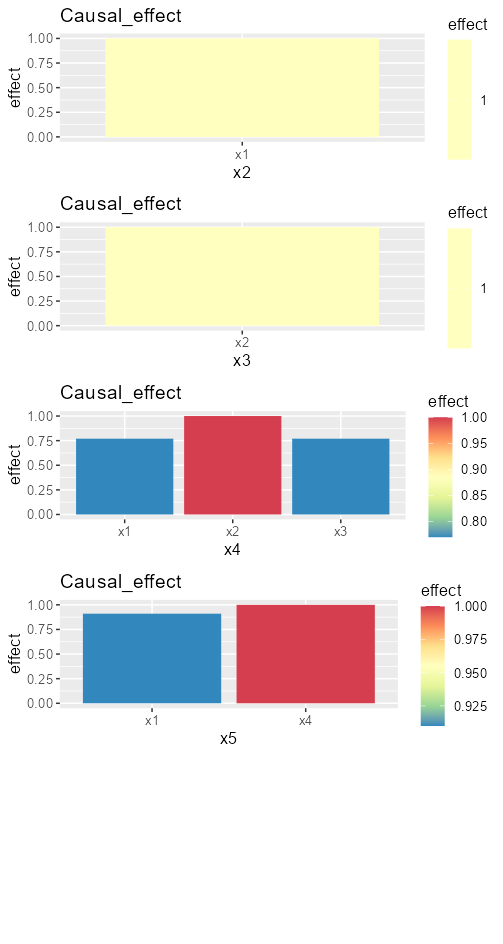 Causal_effect
effect
1.00
0.75
0.50
0.25
0.00
x1
x2
effect
1
Causal_effect
effect
1.00
0.75
0.50
0.25
0.00
x2
x3
effect
1
Causal_effect
effect
1.00
0.75
0.50
0.25
0.00
x1 x2 x3
x4
effect
1.00
0.95
0.90
0.85
0.80
Causal_effect
effect
1.00
0.75
0.50
0.25
0.00
x1 x4
x5
effect
1.000
0.975
0.950
0.925